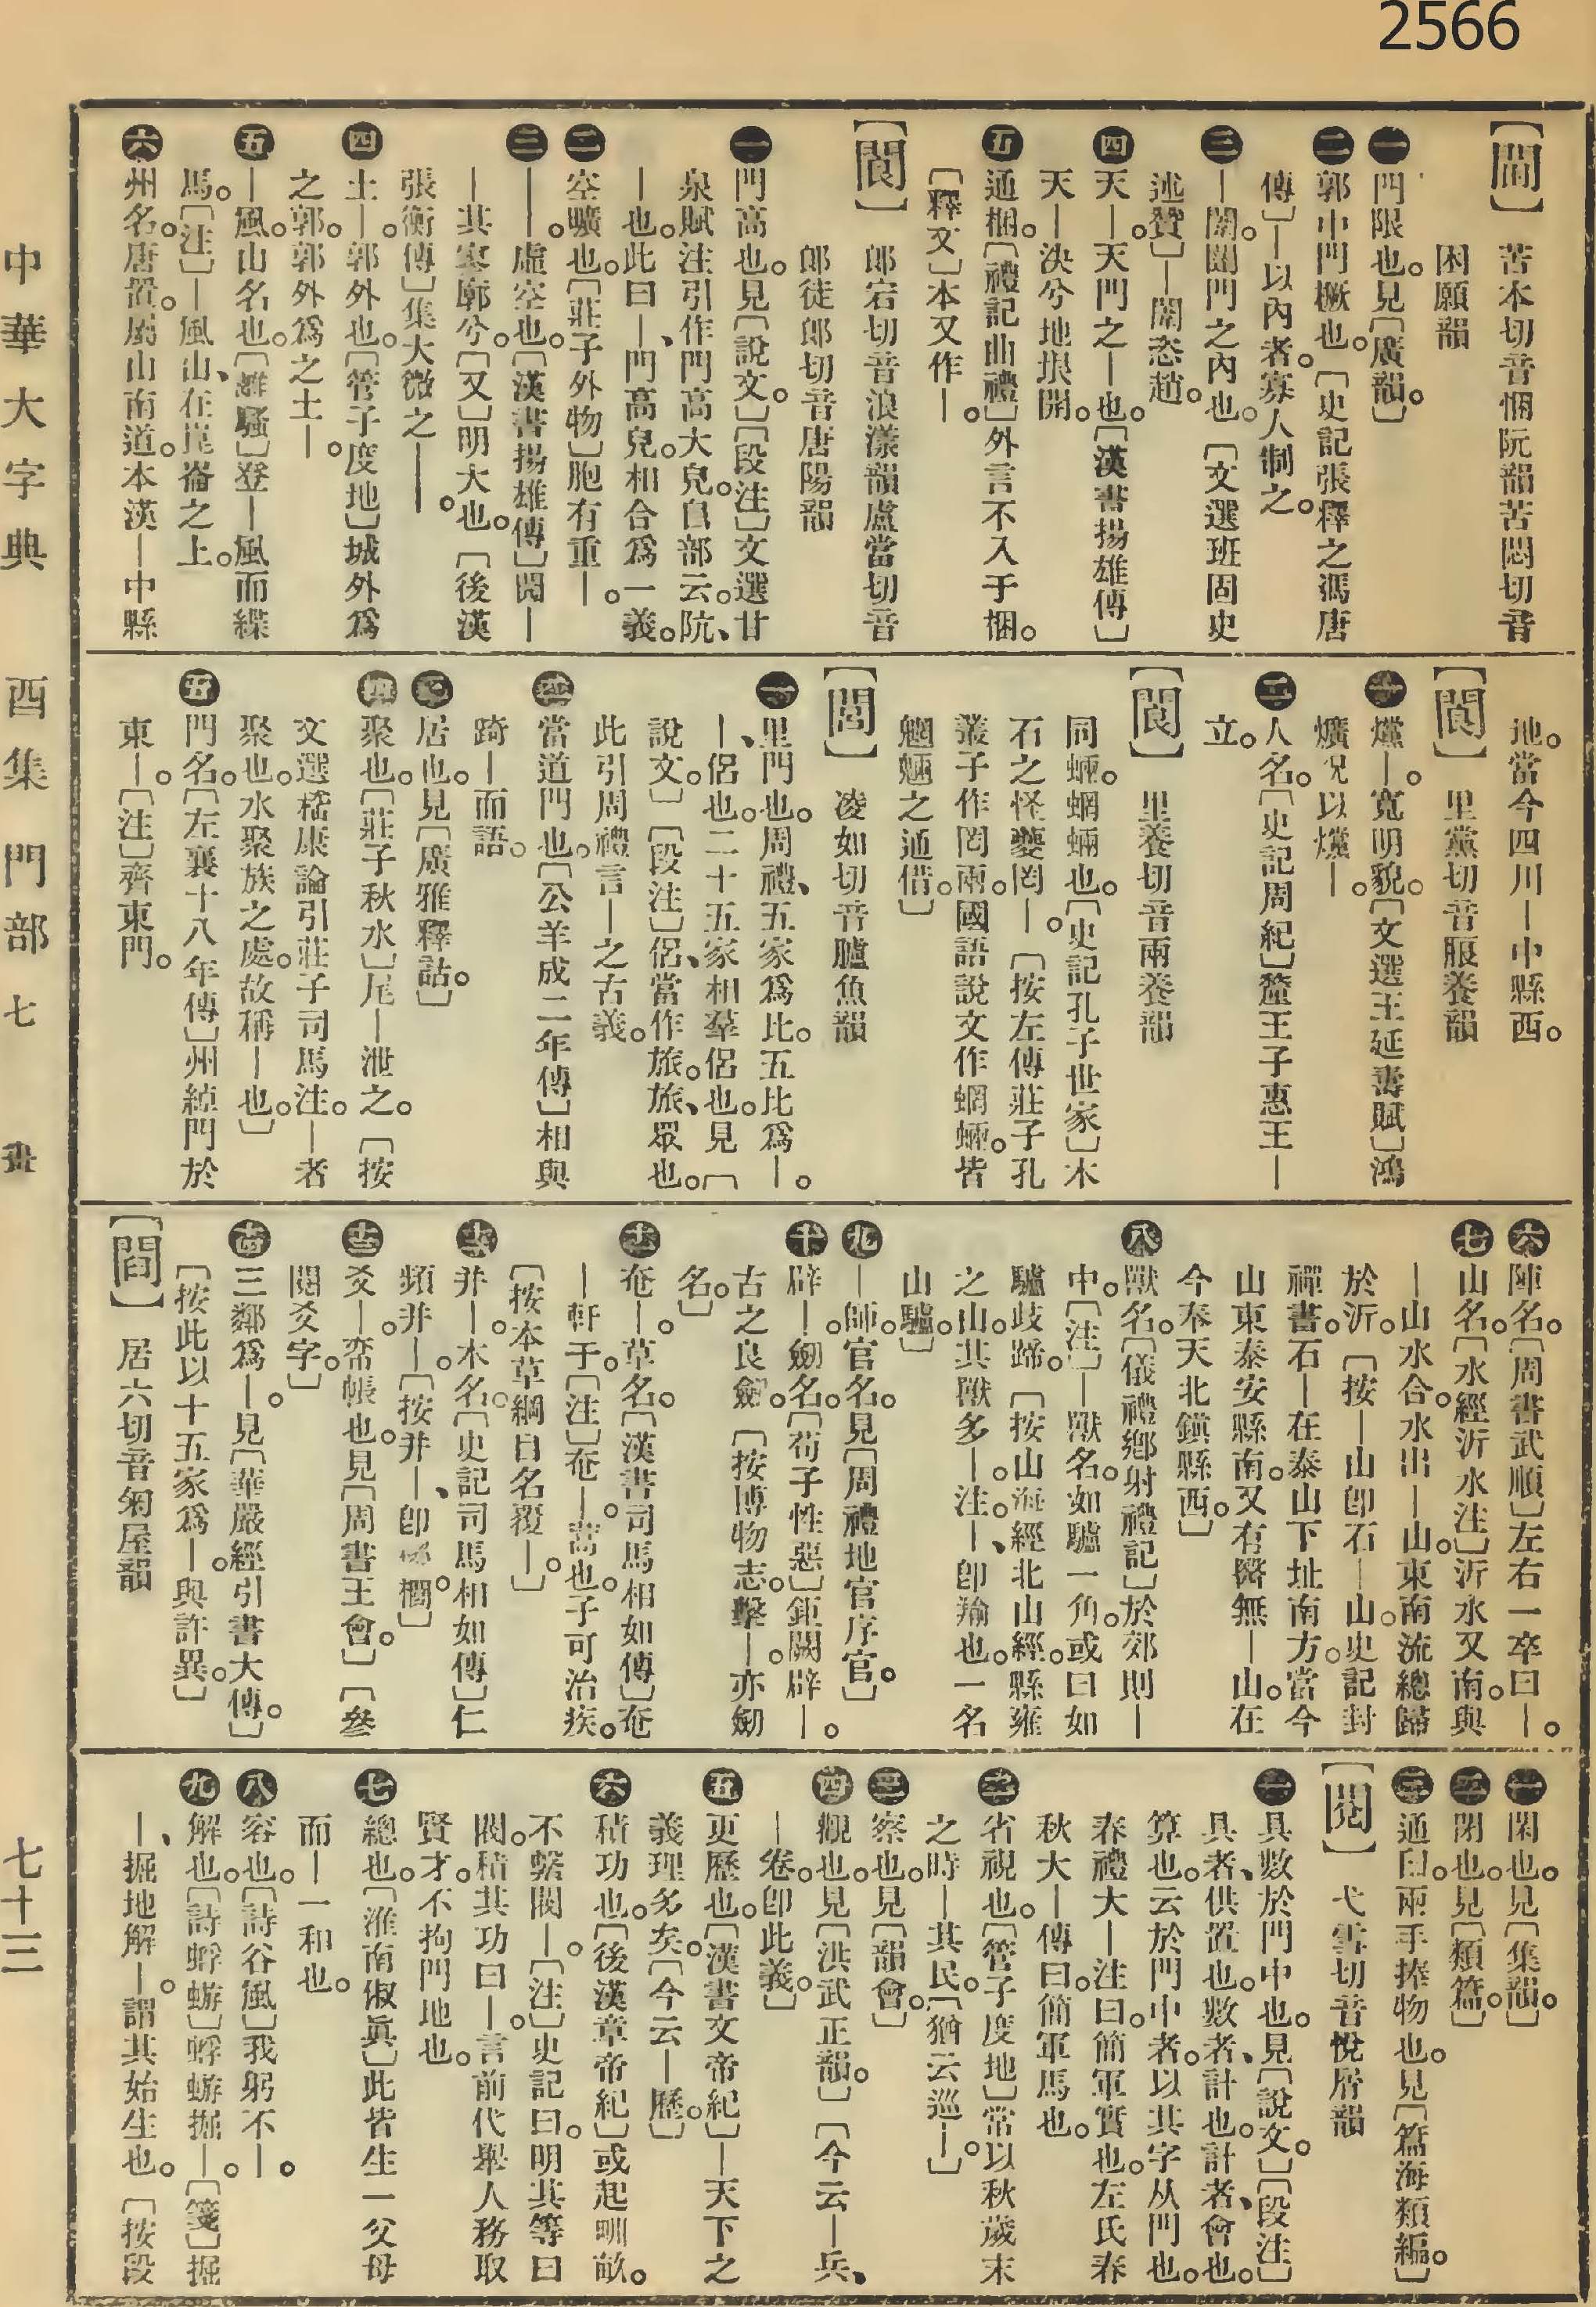 2566
【閫】苦本切音悃阮韻苦悶切音
困願韻
㊀門限也。見〔廣韻。〕
㊁郭中門橛也。〔史記張釋之馮唐
傳〕—以內者。寡人制之。
㊂—闑。闑門之內也。〔文選班固史
述贊〕—闈恣趙。
㊃天—。天門之—也。〔漢書揚雄傳〕
天—決兮地垠開。
㊄通梱。〔禮記曲禮〕外言不入于梱。
〔釋文〕本又作—。
【閬】郎宕切音浪漾韻盧當切音
郎徒郎切音唐陽韻
㊀門高也。見〔說文。〕〔段注〕文選甘
泉賦注引作門高大皃。𨸏部云。阬、
—也。此曰—、門高皃。相合爲一義。
㊁空曠也。〔莊子外物〕胞有重—。
㊂——。虛空也。〔漢書揚雄傳〕閌—
—其寥廓兮。〔又〕明大也。〔後漢
張衡傳〕集大微之——。
㊃土—。郭外也。〔管子度地〕城外爲
之郭。郭外爲之土—。
㊄—風。山名也。〔離騷〕登—風而緤
馬。〔注〕—風山、在崑崙之上。
㊅州名。唐置。屬山南道。本漢—中縣
地。當今四川—中縣西。
【閬】里黨切音朖養韻
㊀爣—。寬明貌。〔文選王延壽賦〕鴻
爌炾以爣—。
㊁人名。〔史記周紀〕釐王子惠王—
立。
【閬】里養切音兩養韻
同蜽。蝄蜽也。〔史記孔子世家〕木
石之怪夔罔—。〔按左傳莊子孔
叢子作罔兩。國語說文作蝄蜽。皆
魍魎之通借。〕
【閭】凌如切音臚魚韻
㊀里門也。周禮、五家爲比。五比爲—。
—、侶也。二十五家相羣侶也。見〔
說文。〕〔段注〕侶、當作旅。旅、眾也。
此引周禮言—之古義。
㊁當道門也。〔公羊成二年傳〕相與
踦—而語。
㊂居也。見〔廣雅釋詁。〕
㊃聚也。〔莊子秋水〕尾—泄之。〔按
文選嵇康論引莊子司馬注。—者
聚也。水聚族之處。故稱—也。〕
㊄門名。〔左襄十八年傳〕州綽門於
東—。〔注〕齊東門。
㊅陣名。〔周書武順〕左右一卒曰—。
㊆山名。〔水經沂水注〕沂水又南。與
—山水合。水出—山。東南流總歸
於沂。〔按—山卽石—山。史記封
禪書。石—在泰山下址南方。當今
山東泰安縣南。又有醫無—山。在
今奉天北鎭縣西。〕
㊇獸名。〔儀禮鄉射禮記〕於郊則—
中。〔注〕—獸名。如驢一角。或曰如
驢歧蹄。〔按山海經北山經。縣雍
之山。其獸多—。注。—、卽羭也。一名
山驢。〕
㊈—師。官名。見〔周禮地官序官。〕
㊉辟—。劒名。〔荀子性惡〕鉅闕辟—。
古之良劒。〔按博物志。擊—。亦劒
名。〕
⑪奄—。草名。〔漢書司馬相如傳〕奄
—軒于。〔注〕奄—。蒿也。子可治疾。
〔按本草綱目名覆—。〕
⑫幷—。木名。〔史記司馬相如傳〕仁
頻幷—。〔按幷—、卽櫚。〕
⑬㕚—。帟帳也。見〔周書王會。〕〔參
閱㕚字。〕
⑭三鄰爲—。見〔華嚴經引書大傳。〕
〔按此以十五家爲—。與許異。〕
【䦗】居六切音匊屋韻
㊀閑也。見〔集韻。〕
㊁閉也。見〔類篇。〕
㊂通𦥑。兩手捧物也。見〔篇海類編。〕
【閱】弋雪切音悅屑韻
㊀具數於門中也。見〔說文。〕〔段注〕
具者、供置也。數者、計也。計者、會也。
算也。云於門中者。以其字从門也。
春禮大—。注曰。簡軍實也。左氏春
秋大—傳曰。簡軍馬也。
㊁省視也。〔管子度地〕常以秋歲末
之時—其民。〔猶云巡—。〕
㊂察也。見〔韻會。〕
㊃觀也。見〔洪武正韻。〕〔今云—兵、
—卷。卽此義。〕
㊄更歷也。〔漢書文帝紀〕—天下之
義理多矣。〔今云—歷。〕
㊅積功也。〔後漢章帝紀〕或起甽畝。
不繫閥—。〔注〕史記曰。明其等曰
閥。積其功曰—。言前代舉人務取
賢才。不拘門地也。
㊆總也。〔淮南俶眞〕此皆生一父母
而—一和也。
㊇容也。〔詩谷風〕我躬不—。
㊈解也。〔詩蜉蝣〕蜉蝣掘—。〔箋〕掘
—、掘地解—。謂其始生也。〔按段
中華大字典 酉集 門部 七畫 七十三